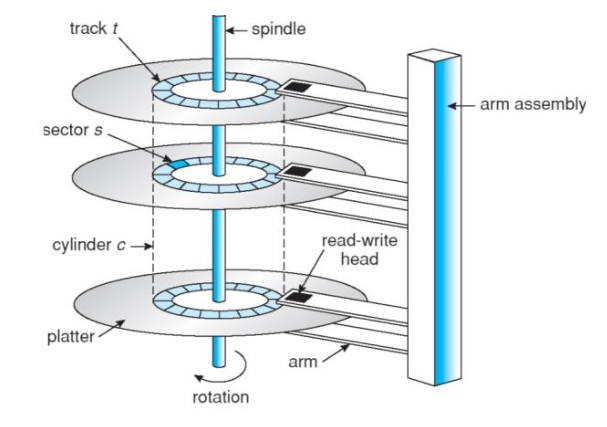 track t
spindle
arm assembly
sector s
cylinder c
read-write
head
platter
arm
rotation